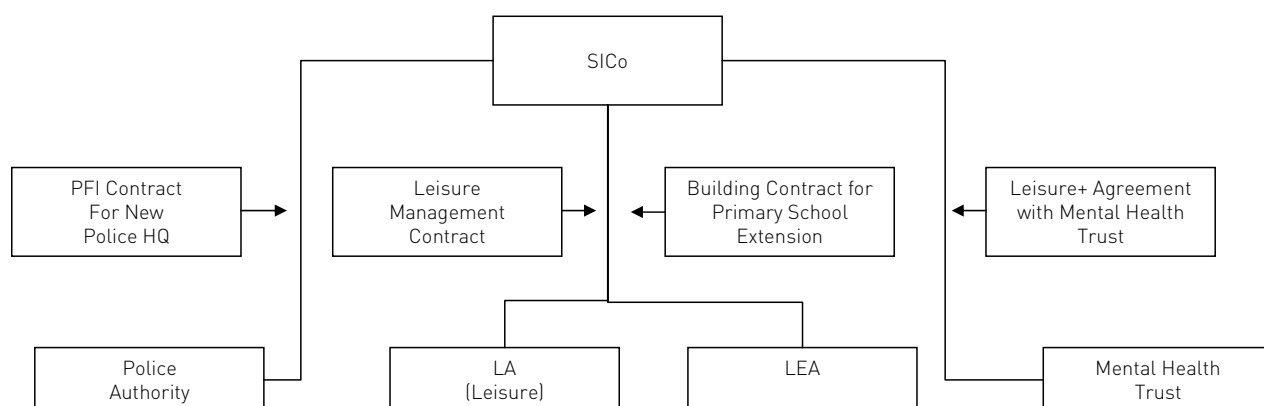 SICo
PFI Contract
For New
Police HQ
Leisure
Management
Contract
Building Contract for
Primary School
Extension
Leisure+ Agreement
with Mental Health
Trust
Police
Authority
LA
(Leisure)
LEA
Mental Health
Trust